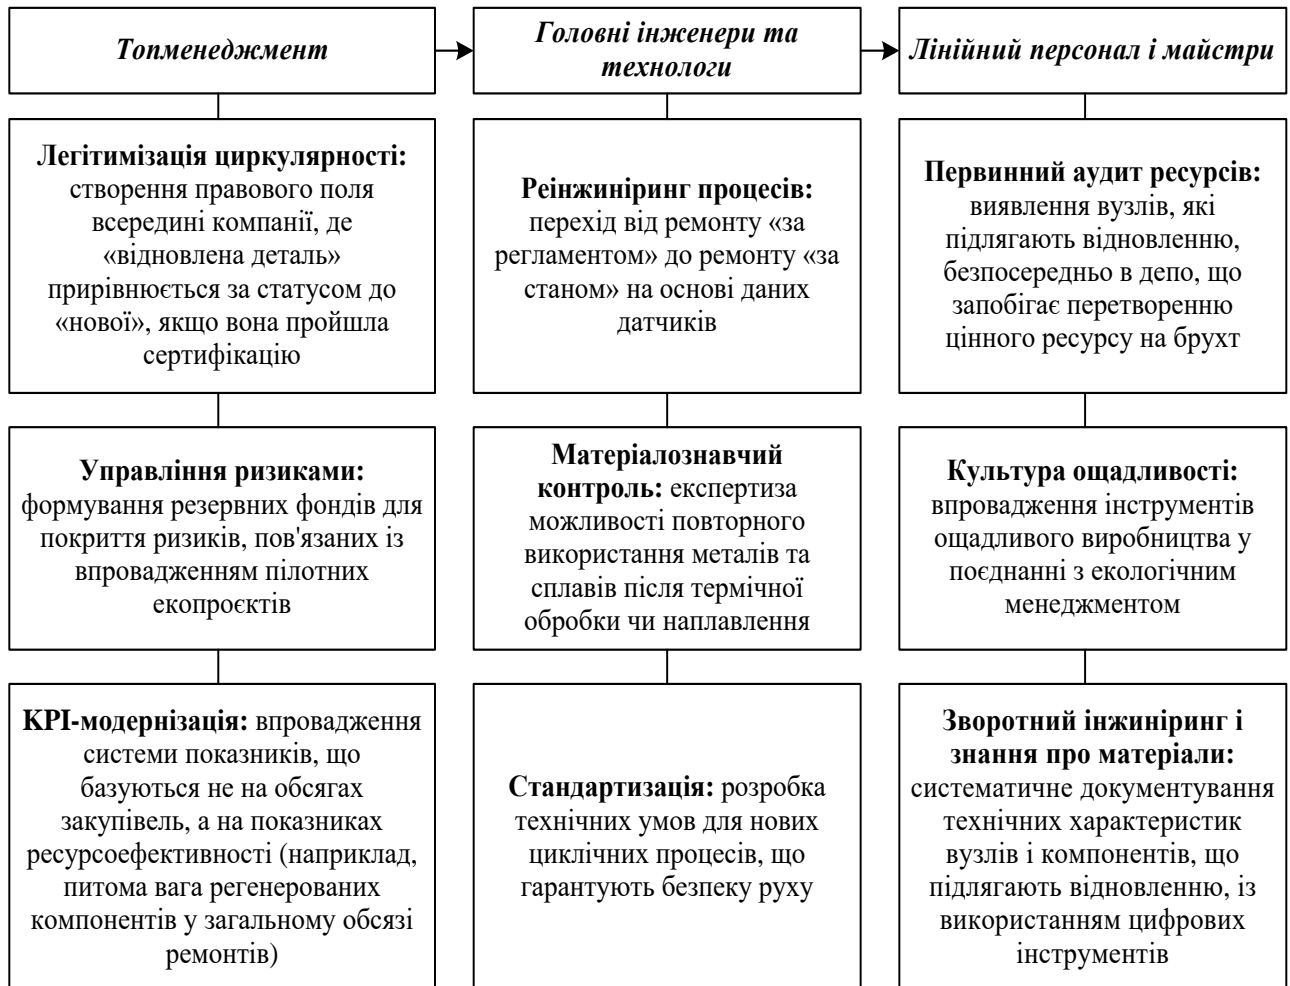 Топменеджмент
Головні інженери та
технологи
Лінійний персонал і майстри
Легітимізація циркулярності:
створення правового поля
всередині компанії, де
«відновлена деталь»
прирівнюється за статусом до
«нової», якщо вона пройшла
сертифікацію
Реінжиніринг процесів:
перехід від ремонту «за
регламентом» до ремонту «за
станом» на основі даних
датчиків
Первинний аудит ресурсів:
виявлення вузлів, які
підлягають відновленню,
безпосередньо в депо, що
запобігає перетворенню
цінного ресурсу на брухт
Управління ризиками:
формування резервних фондів для
покриття ризиків, пов'язаних із
впровадженням пілотних
екопроєктів
Матеріалознавчий
контроль: експертиза
можливості повторного
використання металів та
сплавів після термічної
обробки чи наплавлення
Культура ощадливості:
впровадження інструментів
ощадливого виробництва у
поєднанні з екологічним
менеджментом
KPI-модернізація: впровадження
системи показників, що
базуються не на обсягах
закупівель, а на показниках
ресурсоефективності (наприклад,
питома вага регенерованих
компонентів у загальному обсязі
ремонтів)
Стандартизація: розробка
технічних умов для нових
циклічних процесів, що
гарантують безпеку руху
Зворотний інжиніринг і
знання про матеріали:
систематичне документування
технічних характеристик
вузлів і компонентів, що
підлягають відновленню, із
використанням цифрових
інструментів